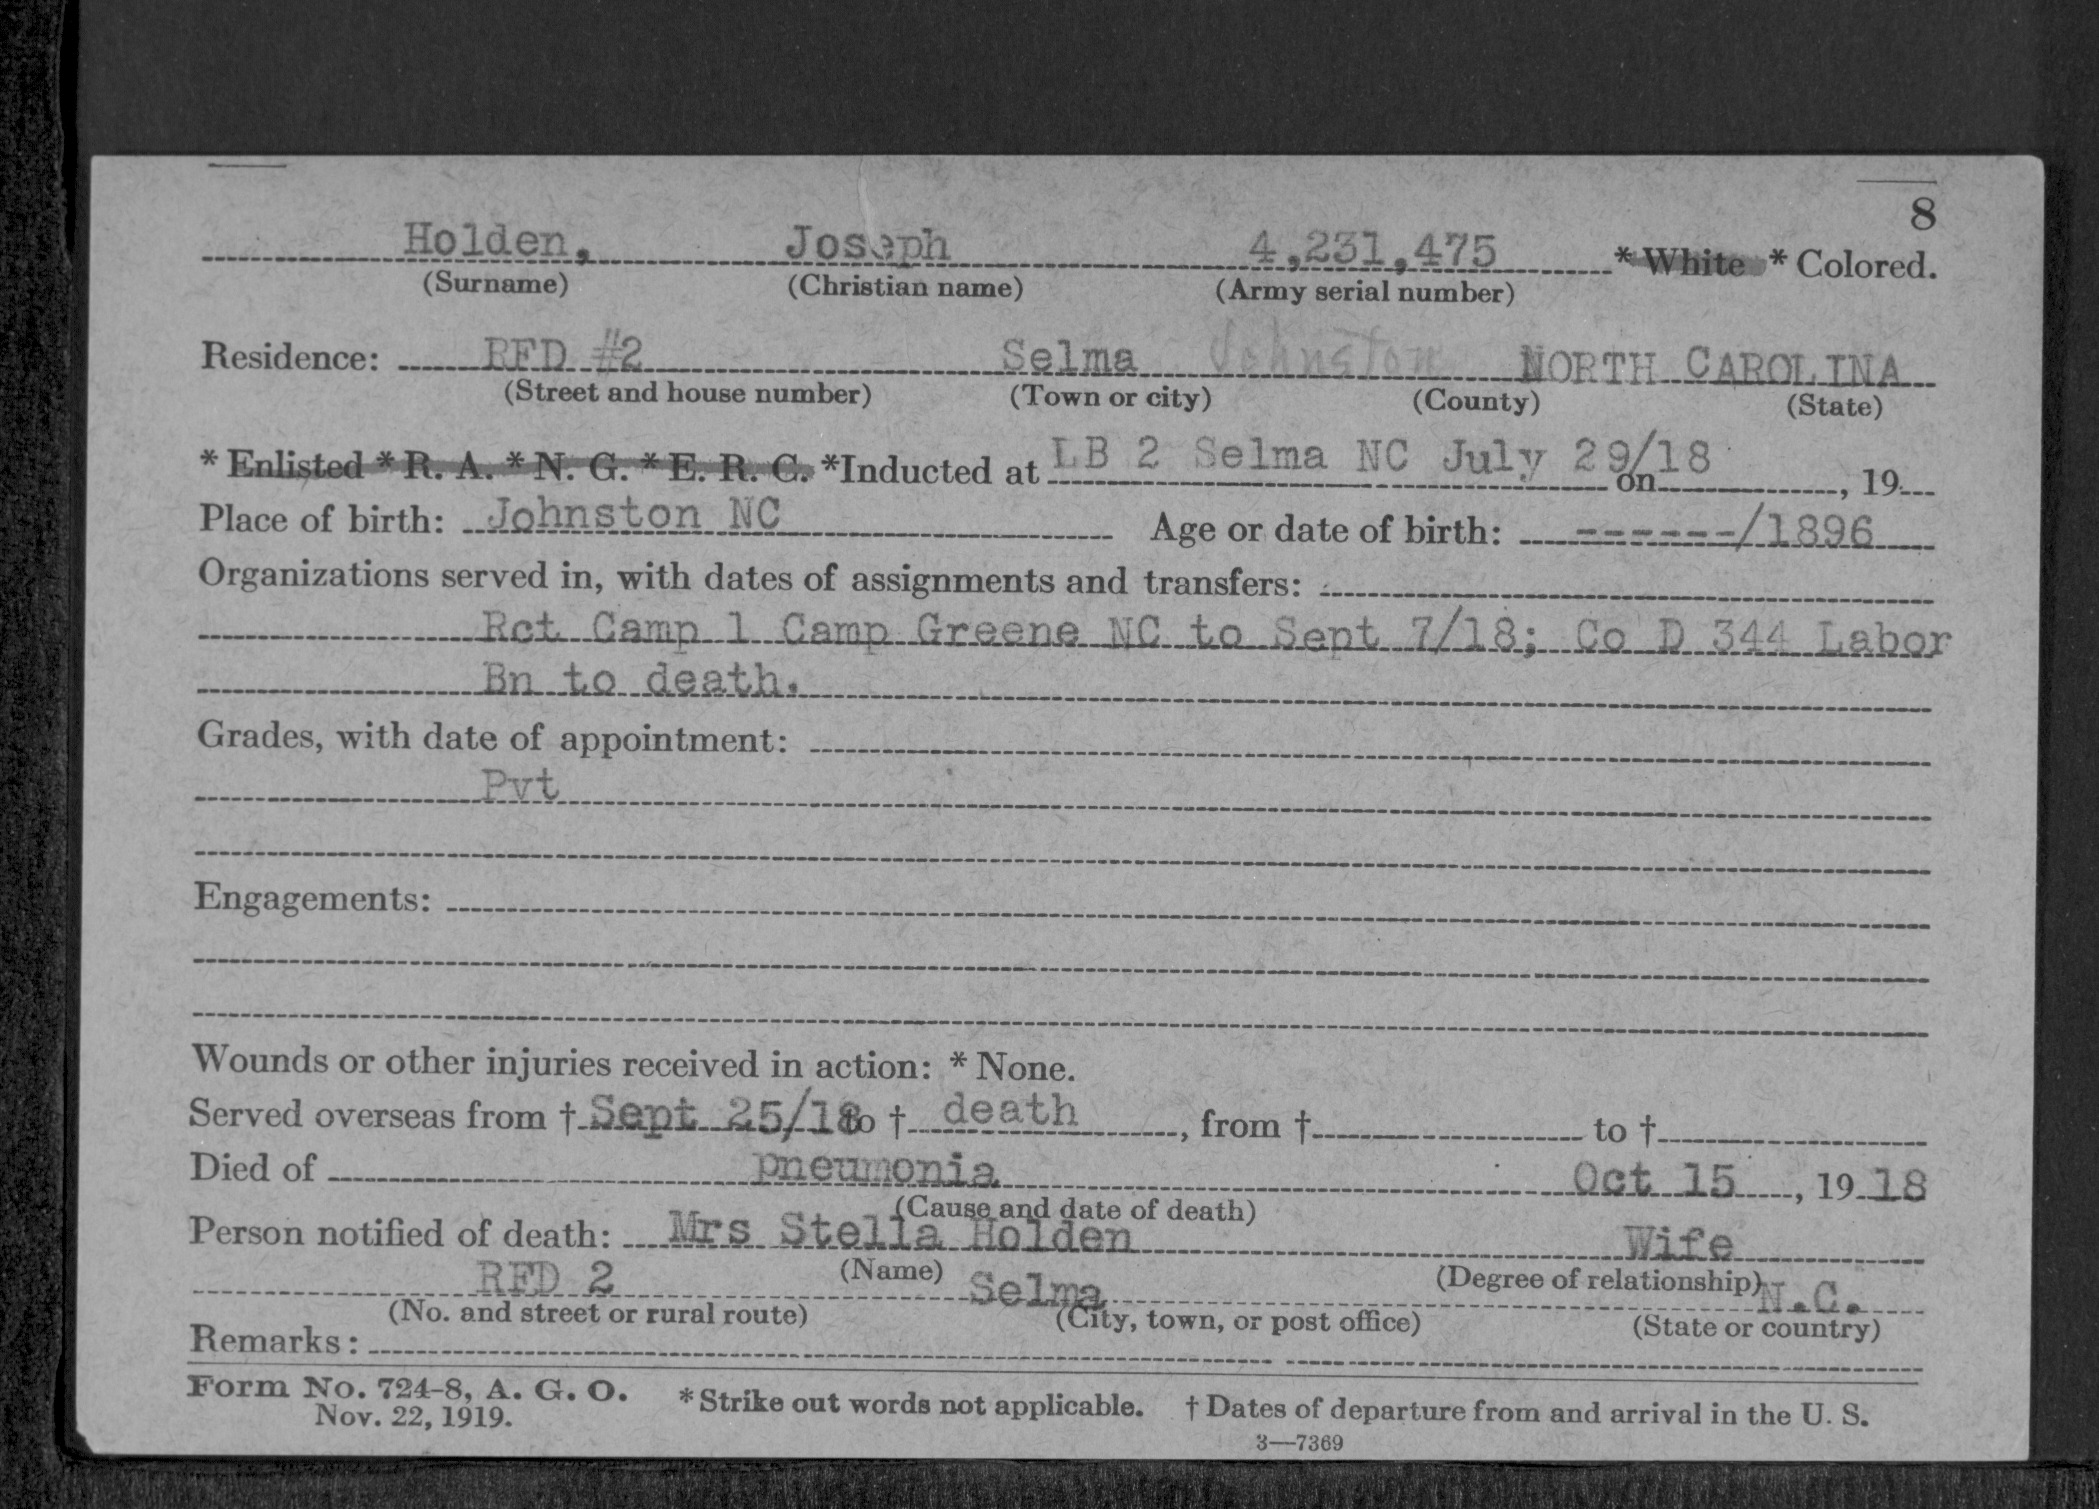 8
Holden, Joseph 4,231,475 * White * Colored.
(Surname) (Christian name) (Army serial number)
Residence: RFD #2 Selma Johnston NORTH CAROLINA
(Street and house number) (Town or city) (County) (State)
* Enlisted * R. A. * N. G. * E. R. C. *Inducted at LB 2 Selma NC July 29/18 on , 19
Place of birth: Johnston NC Age or date of birth: ------/1896
Organizations served in, with dates of assignments and transfers:
Rct Camp 1 Camp Greene NC to Sept 7/18; Co D 344 Labor
Bn to death.
Grades, with date of appointment:
Pvt
Engagements:
Wounds or other injuries received in action: * None.
Served overseas from † Sept 25/18 to † death , from † to †
Died of pneumonia Oct 15 , 19 18
(Cause and date of death)
Person notified of death: Mrs Stella Holden Wife
(Name) (Degree of relationship)
RFD 2 Selma N.C.
(No. and street or rural route) (City, town, or post office) (State or country)
Remarks:
Form No. 724-8, A. G. O. * Strike out words not applicable. † Dates of departure from and arrival in the U. S.
Nov. 22, 1919.
3—7369